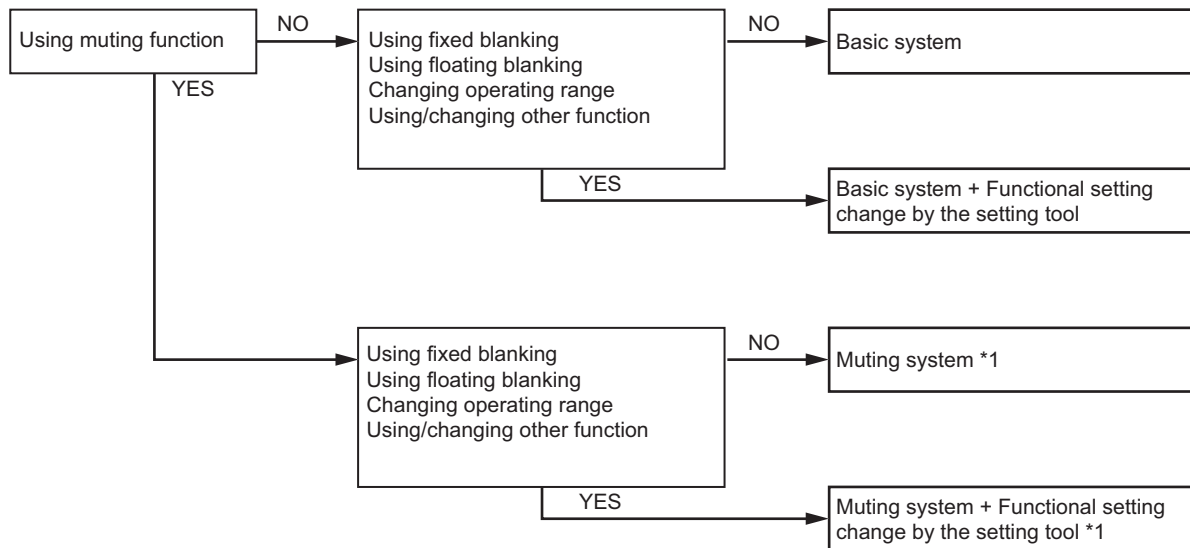 Using muting function
NO
YES
Using fixed blanking
Using floating blanking
Changing operating range
Using/changing other function
NO
Basic system
YES
Basic system + Functional setting
change by the setting tool
Using fixed blanking
Using floating blanking
Changing operating range
Using/changing other function
NO
Muting system *1
YES
Muting system + Functional setting
change by the setting tool *1